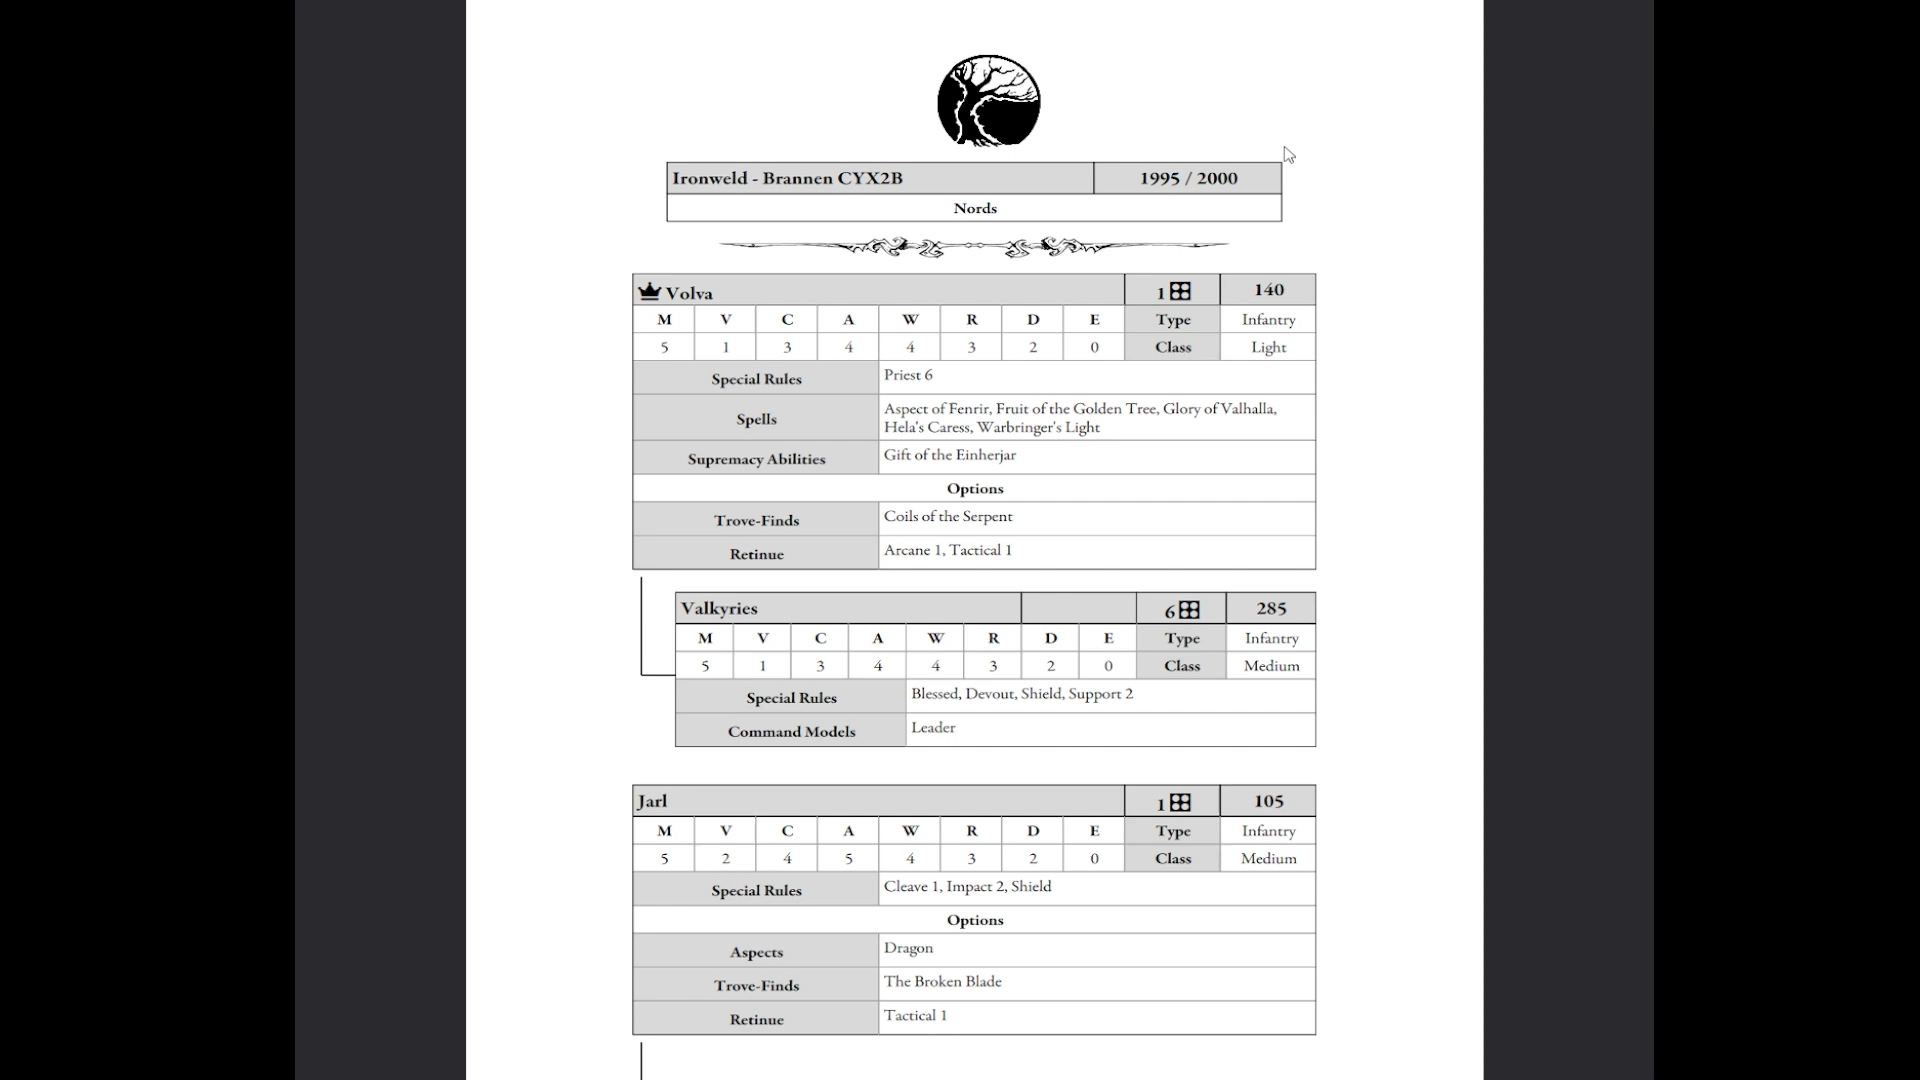 Ironweld - Brannen CYX2B 1995 / 2000
Nords
Volva 1 140
M V C A W R D E Type Infantry
5 1 3 4 4 3 2 0 Class Light
Special Rules Priest 6
Spells Aspect of Fenrir, Fruit of the Golden Tree, Glory of Valhalla,
Hela's Caress, Warbringer's Light
Supremacy Abilities Gift of the Einherjar
Options
Trove-Finds Coils of the Serpent
Retinue Arcane 1, Tactical 1
Valkyries 6 285
M V C A W R D E Type Infantry
5 1 3 4 4 3 2 0 Class Medium
Special Rules Blessed, Devout, Shield, Support 2
Command Models Leader
Jarl 1 105
M V C A W R D E Type Infantry
5 2 4 5 4 3 2 0 Class Medium
Special Rules Cleave 1, Impact 2, Shield
Options
Aspects Dragon
Trove-Finds The Broken Blade
Retinue Tactical 1